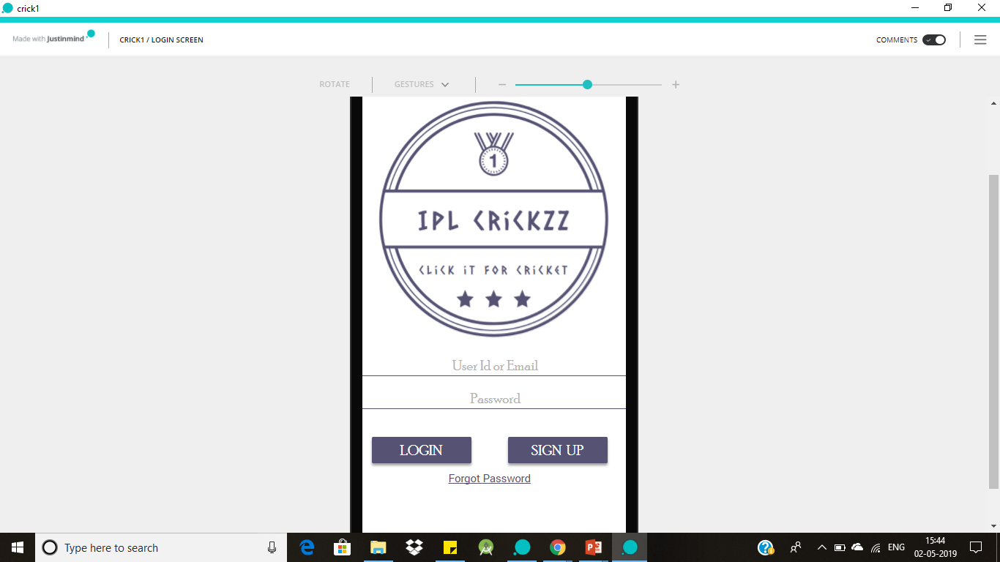 crick1
Made with Justinmind
CRICK1 / LOGIN SCREEN
COMMENTS
ROTATE
GESTURES
1
IPL CRiCKZZ
CLiCK iT FOR CRiCKET
User Id or Email
Password
LOGIN
SIGN UP
Forgot Password
Type here to search
ENG
15:44
02-05-2019